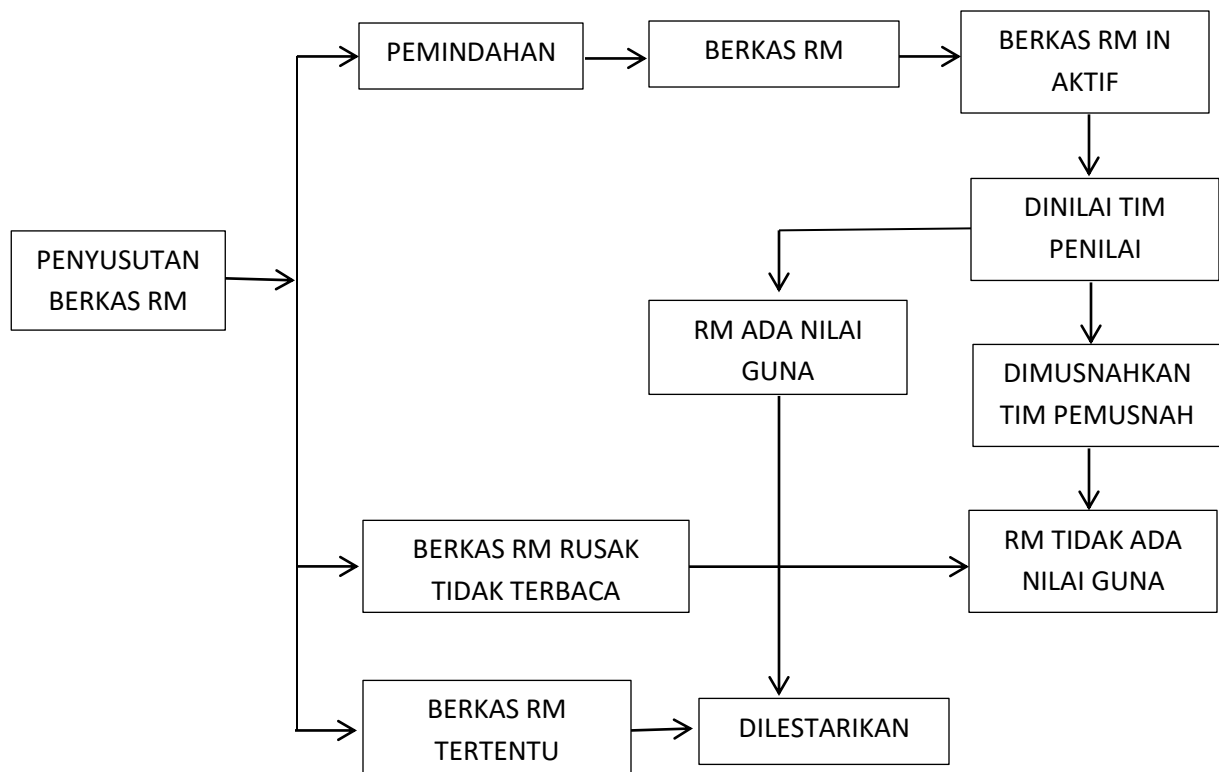 PEMINDAHAN
BERKAS RM
BERKAS RM IN
AKTIF
DINILAI TIM
PENILAI
PENYUSUTAN
BERKAS RM
RM ADA NILAI
GUNA
DIMUSNAHKAN
TIM PEMUSNAH
BERKAS RM RUSAK
TIDAK TERBACA
RM TIDAK ADA
NILAI GUNA
BERKAS RM
TERTENTU
DILESTARIKAN